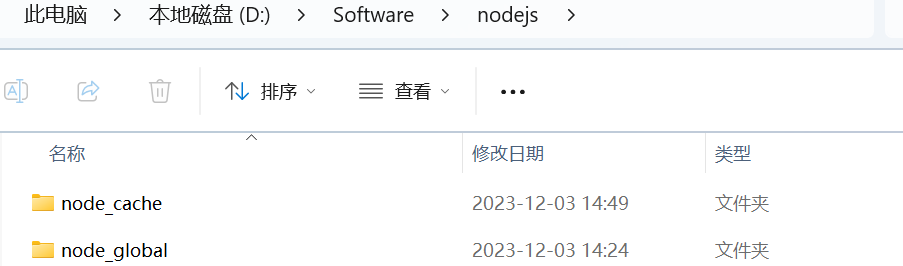 此电脑 > 本地磁盘 (D:) > Software > nodejs >
排序 查看 •••
名称 修改日期 类型
node_cache 2023-12-03 14:49 文件夹
node_global 2023-12-03 14:24 文件夹